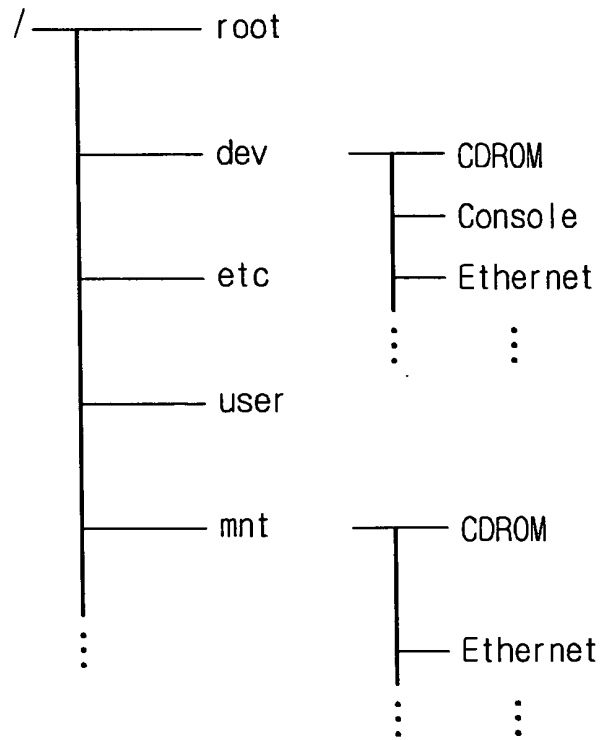 / root
dev CDROM
Console
etc Ethernet
user
mnt CDROM
Ethernet